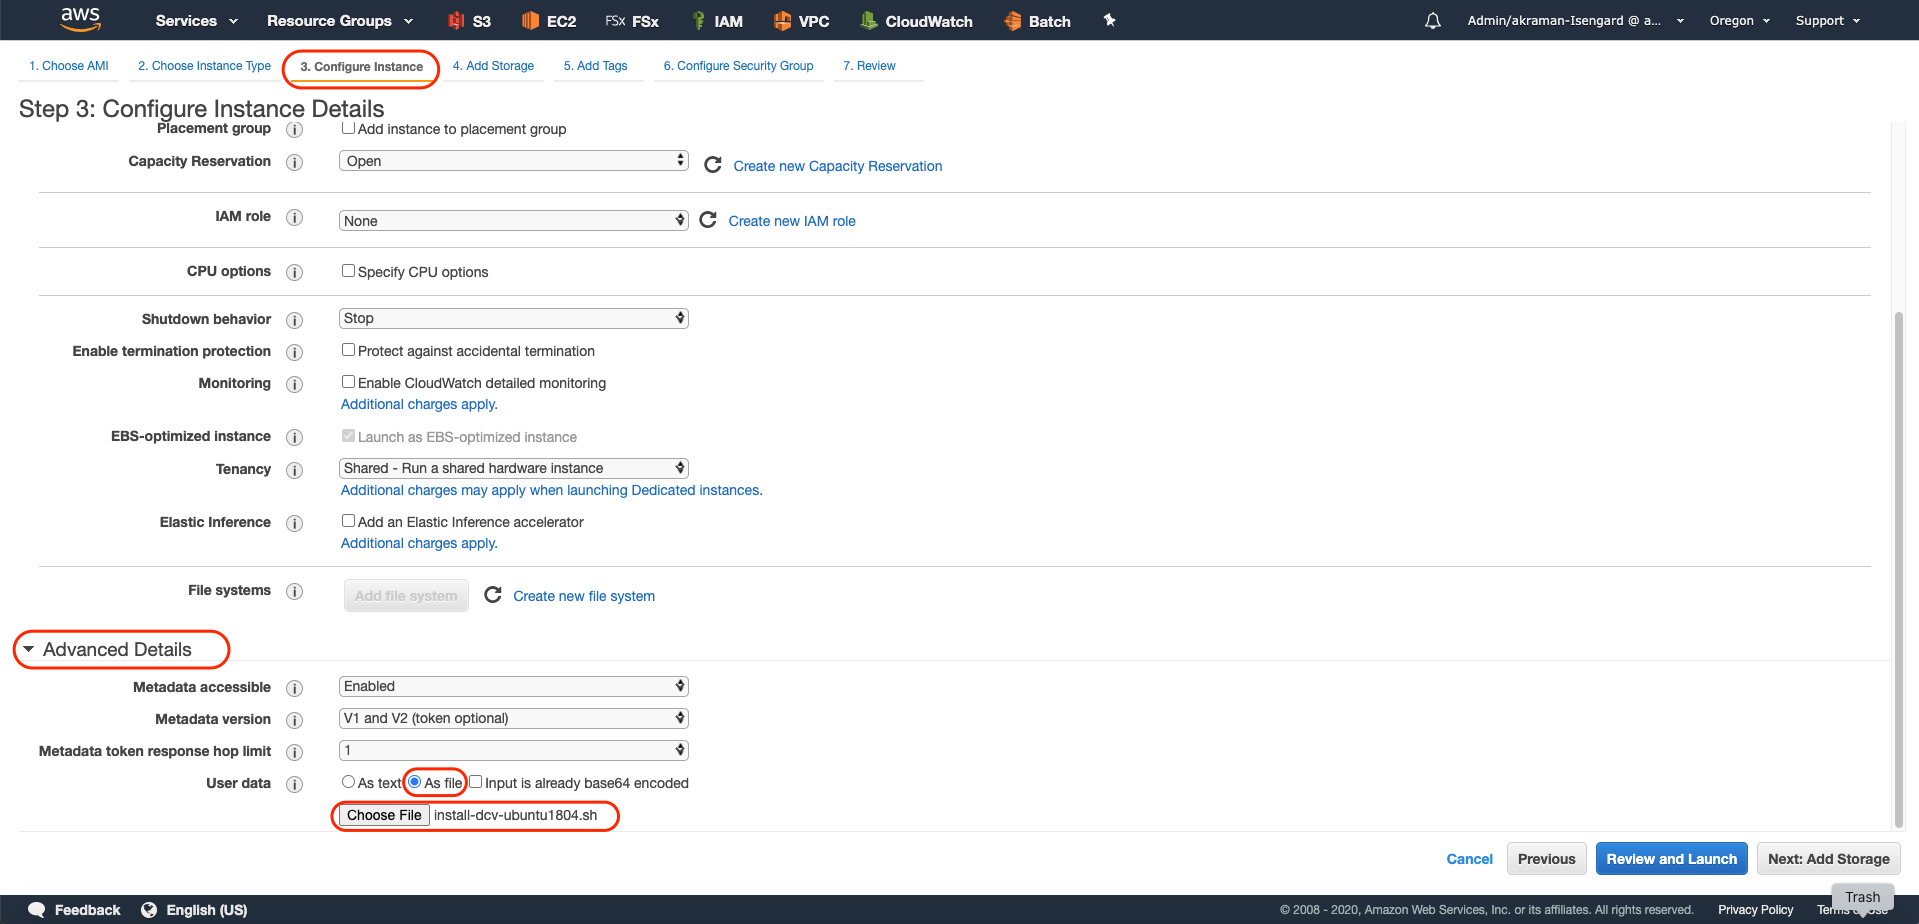 aws Services Resource Groups S3 EC2 FSx FSx IAM VPC CloudWatch Batch Admin/akraman-Isengard @ a... Oregon Support
1. Choose AMI 2. Choose Instance Type 3. Configure Instance 4. Add Storage 5. Add Tags 6. Configure Security Group 7. Review
Step 3: Configure Instance Details
Placement group i Add instance to placement group
Capacity Reservation i Open Create new Capacity Reservation
IAM role i None Create new IAM role
CPU options i Specify CPU options
Shutdown behavior i Stop
Enable termination protection i Protect against accidental termination
Monitoring i Enable CloudWatch detailed monitoring
Additional charges apply.
EBS-optimized instance i Launch as EBS-optimized instance
Tenancy i Shared - Run a shared hardware instance
Additional charges may apply when launching Dedicated instances.
Elastic Inference i Add an Elastic Inference accelerator
Additional charges apply.
File systems i Add file system Create new file system
Advanced Details
Metadata accessible i Enabled
Metadata version i V1 and V2 (token optional)
Metadata token response hop limit i 1
User data i As text As file Input is already base64 encoded
Choose File install-dcv-ubuntu1804.sh
Cancel Previous Review and Launch Next: Add Storage
Trash
Feedback English (US) © 2008 - 2020, Amazon Web Services, Inc. or its affiliates. All rights reserved. Privacy Policy Terms of Use